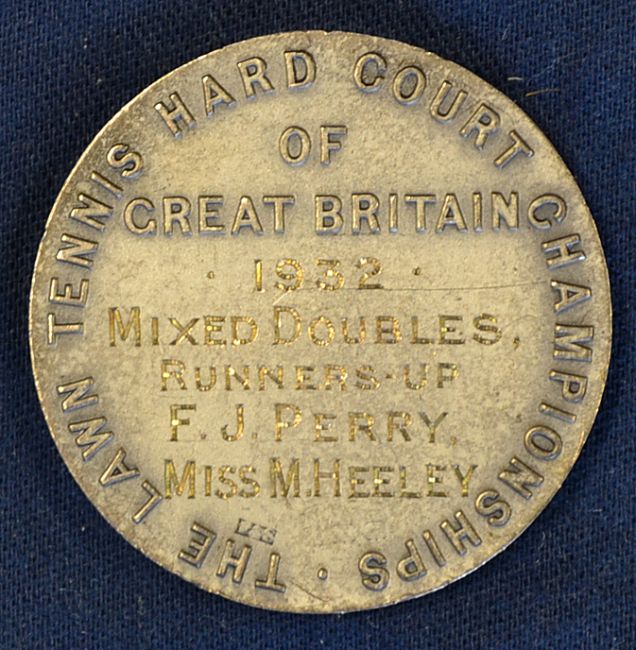 THE LAWN TENNIS HARD COURT CHAMPIONSHIPS ·
OF
GREAT BRITAIN
· 1932 ·
MIXED DOUBLES,
RUNNERS-UP
F. J. PERRY,
MISS M. HEELEY